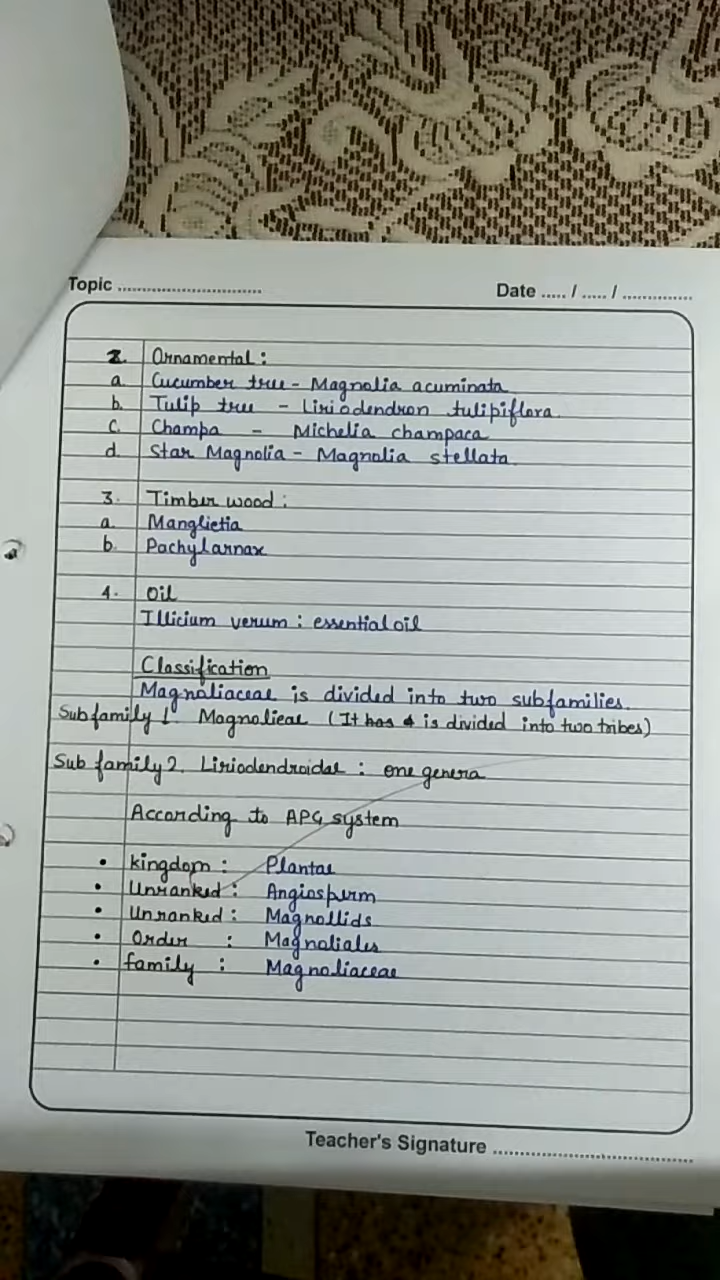 Topic ............................ Date ..... / ..... / ..............
2. Ornamental :
a. Cucumber tree - Magnolia acuminata
b. Tulip tree - Liriodendron tulipiflora
c. Champa - Michelia champaca
d. Star Magnolia - Magnolia stellata
3. Timber wood :
a. Manglietia
b. Pachylarnax
4. Oil
Illicium verum : essential oil
Classification
Magnoliaceae is divided into two subfamilies.
Sub family 1. Magnolieae (It has is divided into two tribes)
Sub family 2. Liriodendroidae : one genera
According to APG system
• kingdom : Plantae
• Unranked : Angiosperm
• Unranked : Magnollids
• Order : Magnoliales
• family : Magnoliaceae
Teacher's Signature ........................................